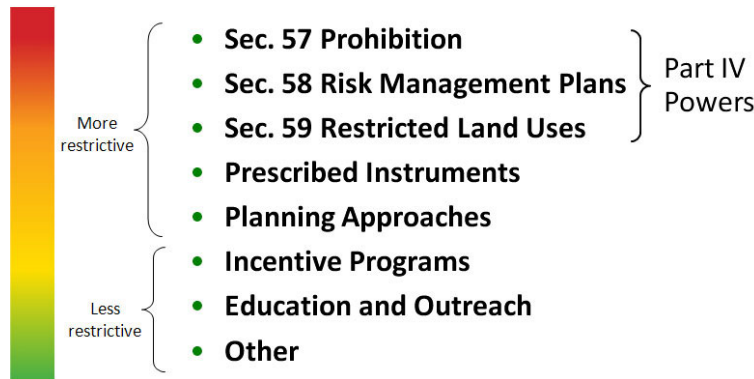 • Sec. 57 Prohibition
• Sec. 58 Risk Management Plans
• Sec. 59 Restricted Land Uses
Part IV
Powers
More
restrictive
• Prescribed Instruments
• Planning Approaches
• Incentive Programs
• Education and Outreach
Less
restrictive
• Other